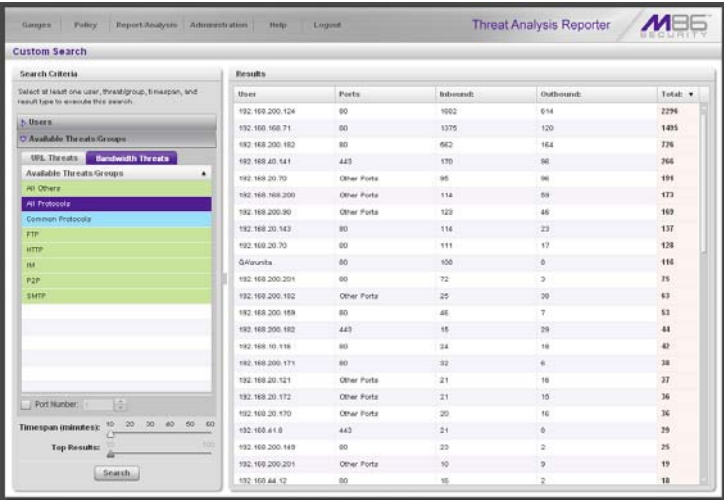 Gauges Policy Report/Analysis Administration Help Logout
Threat Analysis Reporter
M86
SECURITY
Custom Search
Search Criteria
Select at least one user, threat/group, timespan, and
result type to execute this search.
Users
Available Threats/Groups
URL Threats Bandwidth Threats
Available Threats/Groups
All Others
All Protocols
Common Protocols
FTP
HTTP
IM
P2P
SMTP
Port Number:
Timespan (minutes): 10 20 30 40 50 60
Top Results: 100
Search
Results
User Ports Inbound: Outbound: Total:
192.168.200.124 80 1682 614 2296
192.168.168.71 80 1375 120 1495
192.168.200.182 80 562 164 726
192.168.40.141 443 170 96 266
192.168.20.70 Other Ports 95 96 191
192.168.168.200 Other Ports 114 59 173
192.168.200.90 Other Ports 123 46 169
192.168.20.143 80 114 23 137
192.168.20.70 80 111 17 128
80 108 8 116
192.168.200.201 80 72 3 75
192.168.200.182 Other Ports 25 38 63
192.168.200.159 80 46 7 53
192.168.200.182 443 15 29 44
192.168.10.116 80 24 18 42
192.168.200.171 80 32 6 38
192.168.20.121 Other Ports 21 16 37
192.168.20.172 Other Ports 21 15 36
192.168.20.170 Other Ports 20 16 36
192.168.41.8 443 21 8 29
192.168.200.149 80 23 2 25
192.168.200.201 Other Ports 10 9 19
192.168.44.12 80 16 2 18